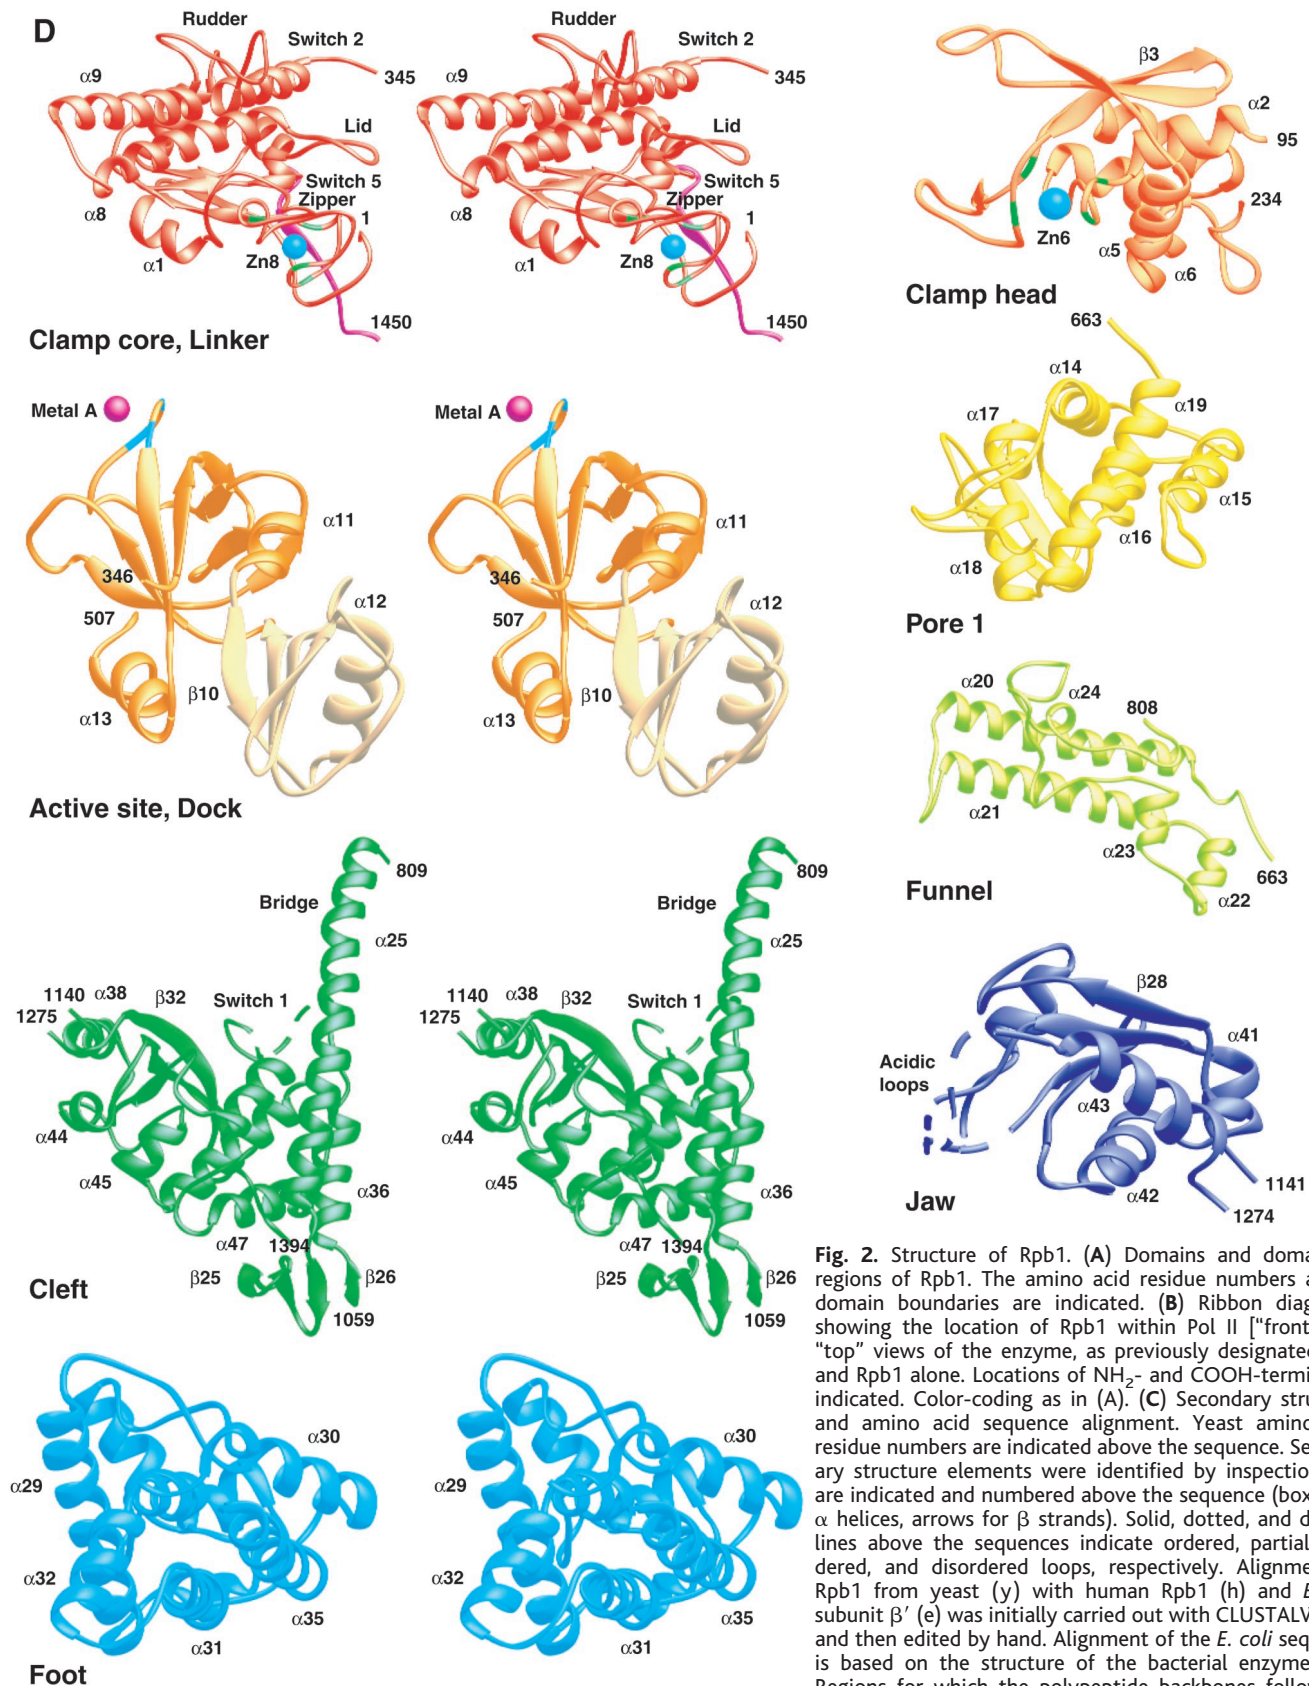 D
Rudder
Switch 2
α9
345
Lid
Switch 5
Zipper
α8
1
α1
Zn8
1450
Rudder
Switch 2
α9
345
Lid
Switch 5
Zipper
α8
1
α1
Zn8
1450
Clamp core, Linker
β3
α2
95
234
Zn6
α5
α6
Clamp head
Metal A
α11
346
507
α12
β10
α13
Metal A
α11
346
507
α12
β10
α13
Active site, Dock
663
α14
α17
α19
α15
α16
α18
Pore 1
α20
α24
808
α21
α23
663
α22
Funnel
809
Bridge
α25
1140
α38
β32
Switch 1
1275
α44
α45
α36
α47
1394
β25
β26
1059
809
Bridge
α25
1140
α38
β32
Switch 1
1275
α44
α45
α36
α47
1394
β25
β26
1059
Cleft
β28
α41
Acidic
loops
α43
α42
1141
1274
Jaw
α30
α29
α32
α35
α31
α30
α29
α32
α35
α31
Foot
Fig. 2. Structure of Rpb1. (A) Domains and doma
regions of Rpb1. The amino acid residue numbers a
domain boundaries are indicated. (B) Ribbon diag
showing the location of Rpb1 within Pol II [“front
“top” views of the enzyme, as previously designate
and Rpb1 alone. Locations of NH2- and COOH-termi
indicated. Color-coding as in (A). (C) Secondary stru
and amino acid sequence alignment. Yeast amino
residue numbers are indicated above the sequence. Se
ary structure elements were identified by inspectio
are indicated and numbered above the sequence (box
α helices, arrows for β strands). Solid, dotted, and d
lines above the sequences indicate ordered, partial
dered, and disordered loops, respectively. Alignme
Rpb1 from yeast (y) with human Rpb1 (h) and E
subunit β′ (e) was initially carried out with CLUSTALV
and then edited by hand. Alignment of the E. coli seq
is based on the structure of the bacterial enzyme
Regions for which the polypeptide backbones follow